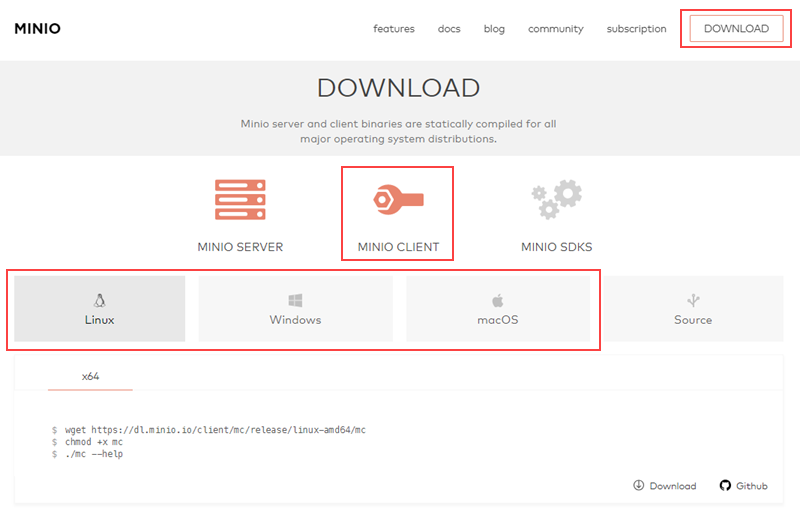 MINIO
features docs blog community subscription DOWNLOAD
DOWNLOAD
Minio server and client binaries are statically compiled for all
major operating system distributions.
MINIO SERVER MINIO CLIENT MINIO SDKS
Linux Windows macOS Source
x64
$ wget https://dl.minio.io/client/mc/release/linux-amd64/mc
$ chmod +x mc
$ ./mc --help
Download Github